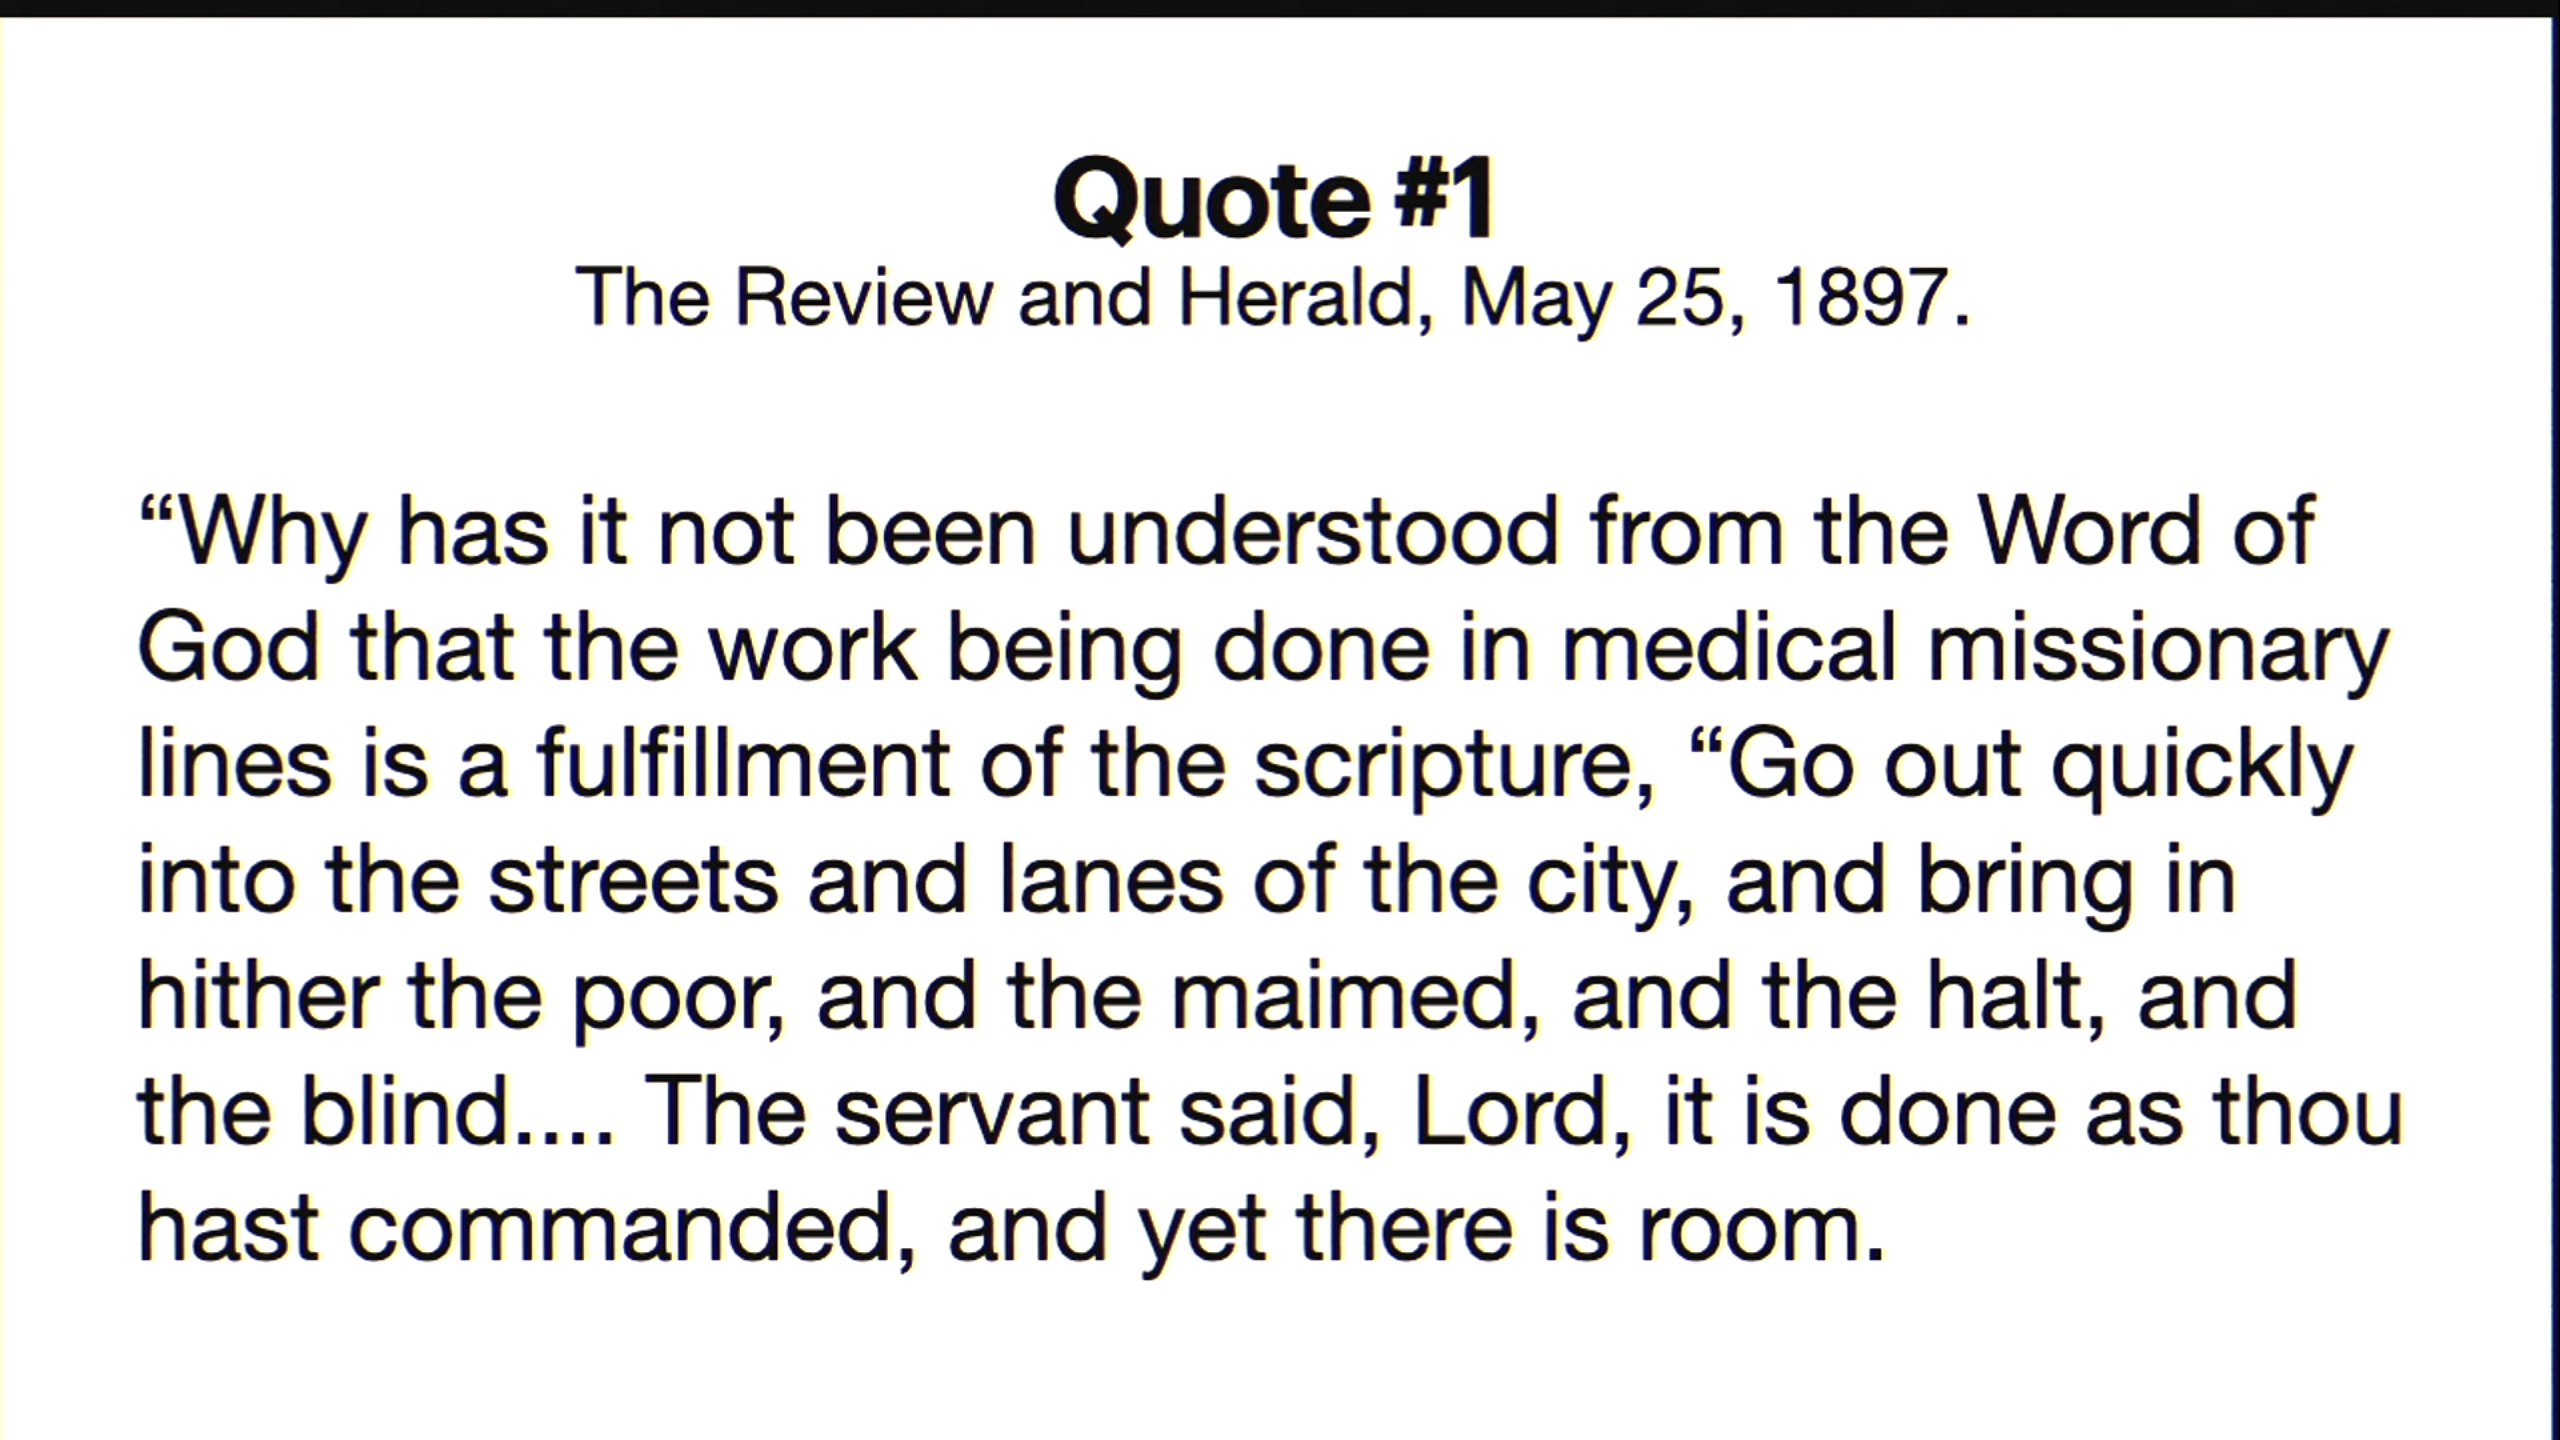 Quote #1
The Review and Herald, May 25, 1897.
“Why has it not been understood from the Word of
God that the work being done in medical missionary
lines is a fulfillment of the scripture, “Go out quickly
into the streets and lanes of the city, and bring in
hither the poor, and the maimed, and the halt, and
the blind.... The servant said, Lord, it is done as thou
hast commanded, and yet there is room.